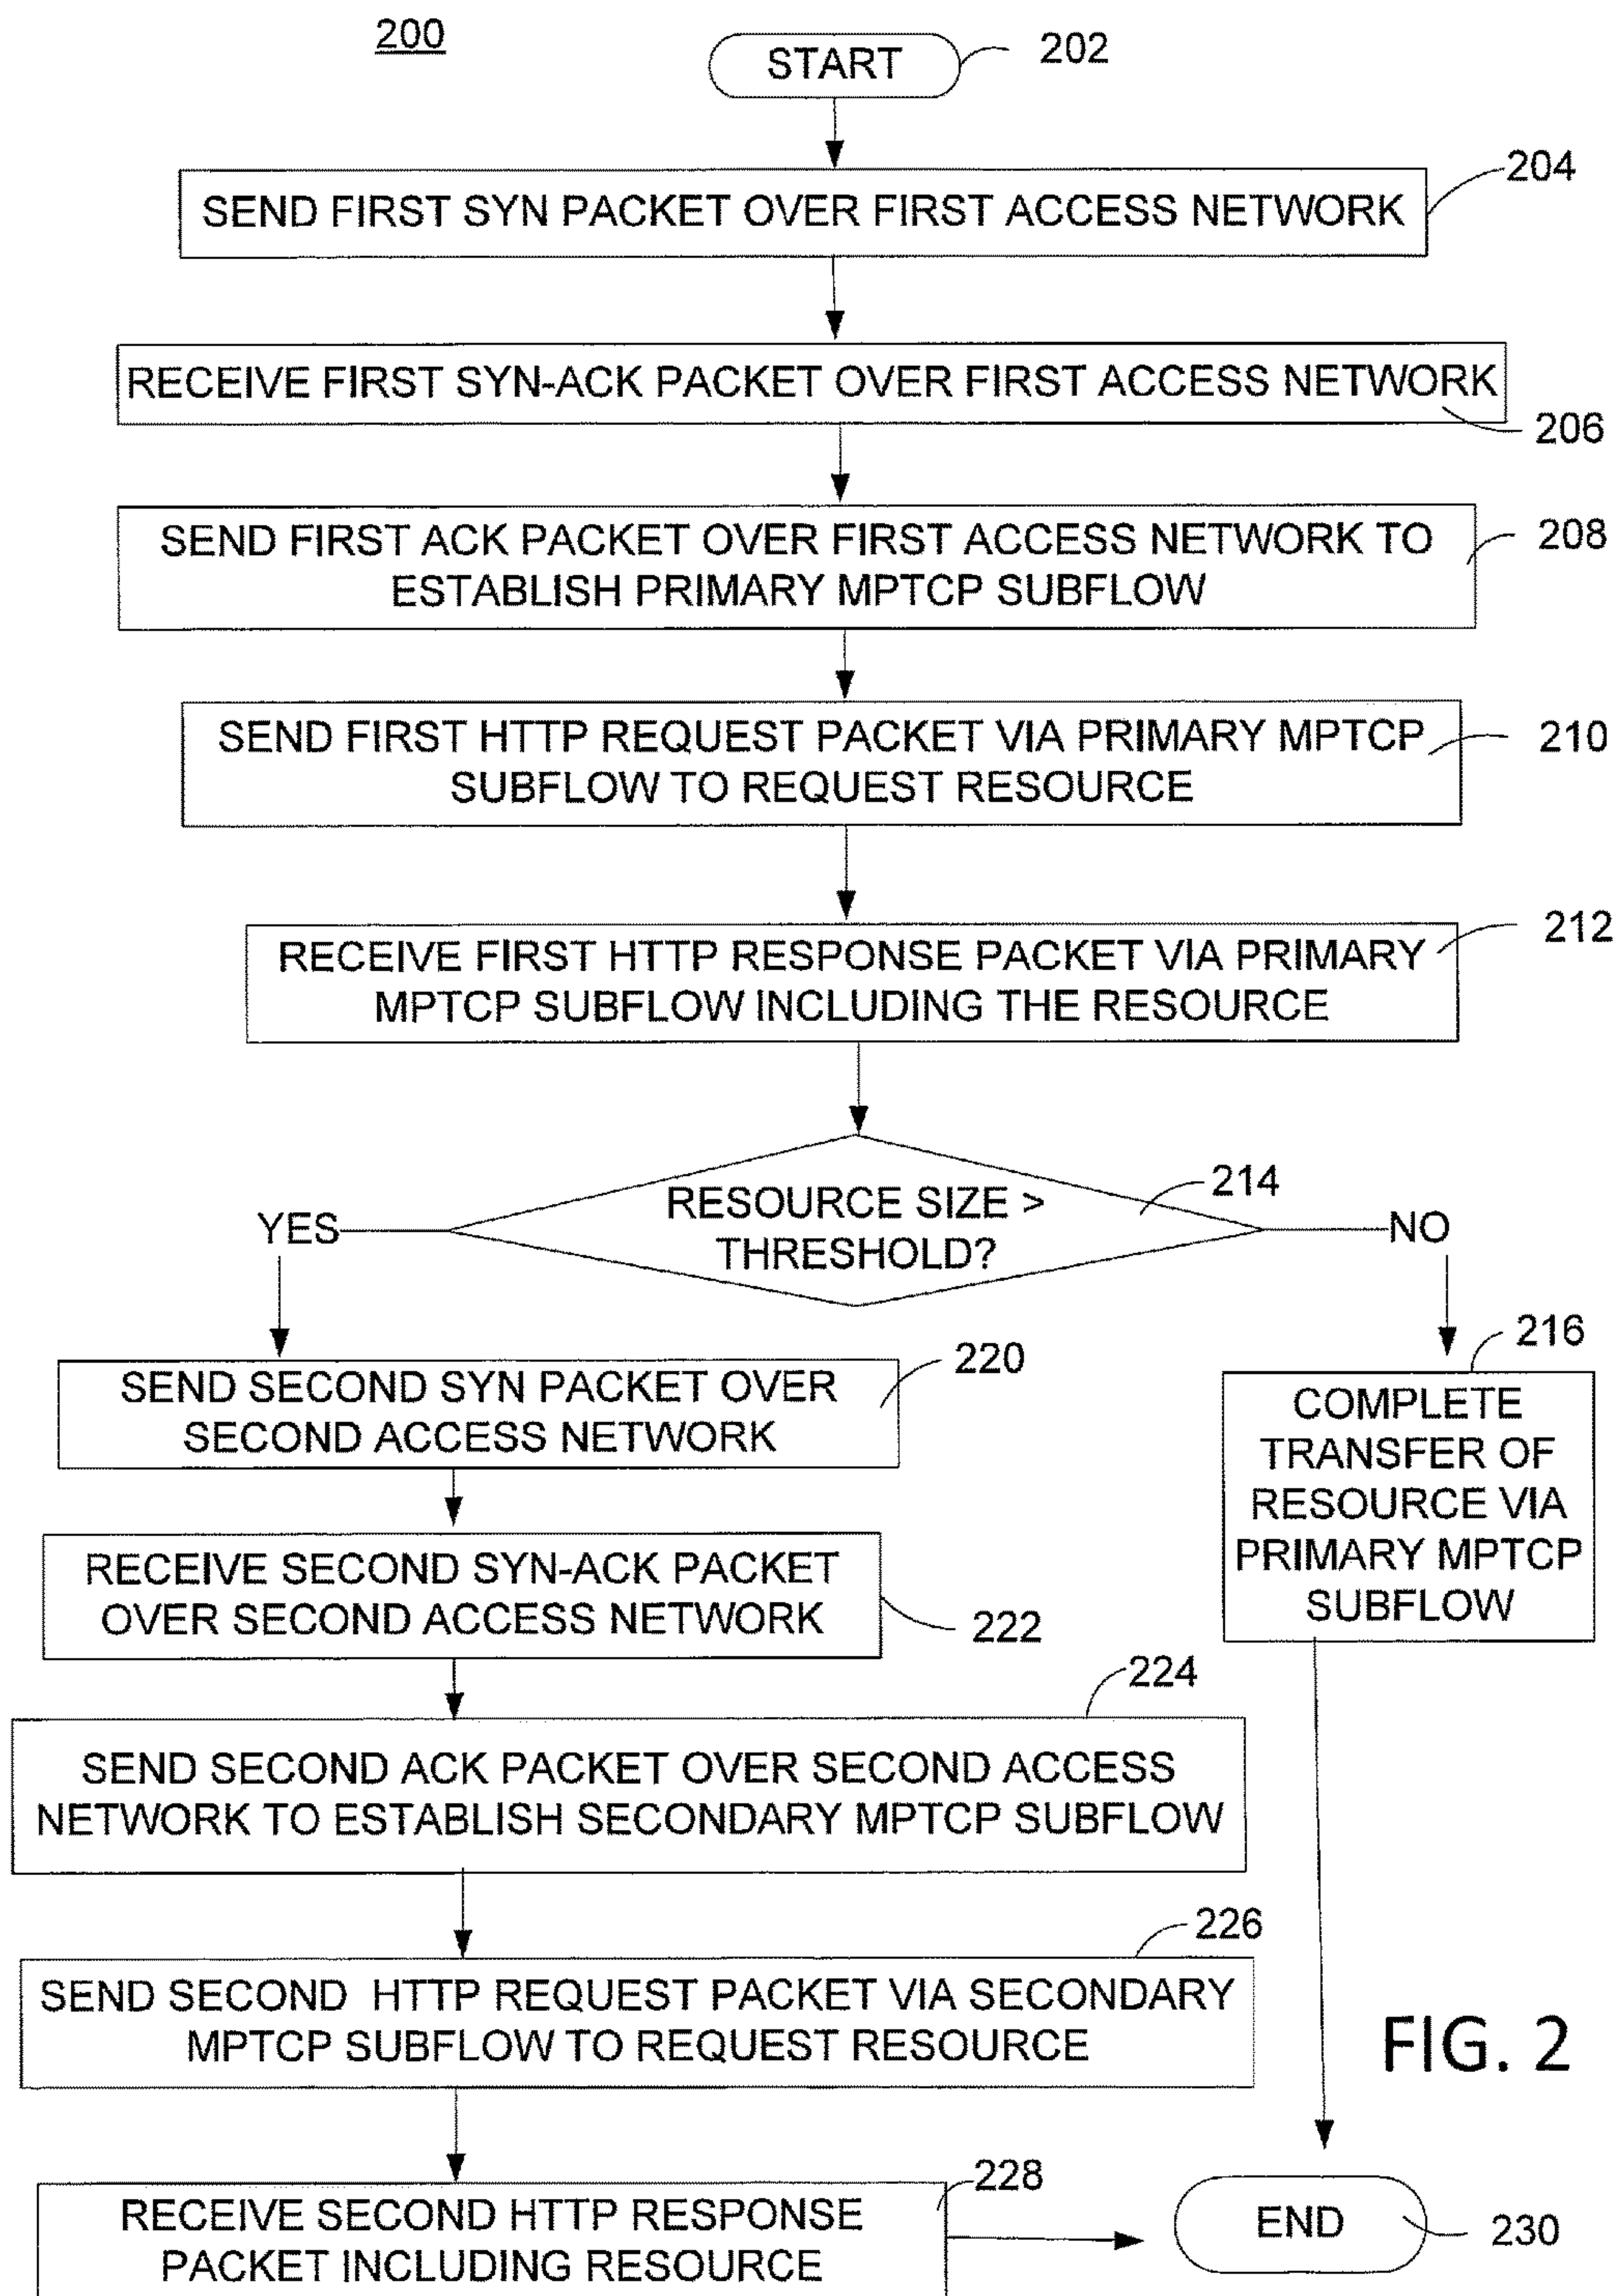 200
START
202
SEND FIRST SYN PACKET OVER FIRST ACCESS NETWORK
204
RECEIVE FIRST SYN-ACK PACKET OVER FIRST ACCESS NETWORK
206
SEND FIRST ACK PACKET OVER FIRST ACCESS NETWORK TO
ESTABLISH PRIMARY MPTCP SUBFLOW
208
SEND FIRST HTTP REQUEST PACKET VIA PRIMARY MPTCP
SUBFLOW TO REQUEST RESOURCE
210
RECEIVE FIRST HTTP RESPONSE PACKET VIA PRIMARY
MPTCP SUBFLOW INCLUDING THE RESOURCE
212
RESOURCE SIZE >
THRESHOLD?
214
YES
NO
SEND SECOND SYN PACKET OVER
SECOND ACCESS NETWORK
220
COMPLETE
TRANSFER OF
RESOURCE VIA
PRIMARY MPTCP
SUBFLOW
216
RECEIVE SECOND SYN-ACK PACKET
OVER SECOND ACCESS NETWORK
222
SEND SECOND ACK PACKET OVER SECOND ACCESS
NETWORK TO ESTABLISH SECONDARY MPTCP SUBFLOW
224
SEND SECOND HTTP REQUEST PACKET VIA SECONDARY
MPTCP SUBFLOW TO REQUEST RESOURCE
226
FIG. 2
RECEIVE SECOND HTTP RESPONSE
PACKET INCLUDING RESOURCE
228
END
230